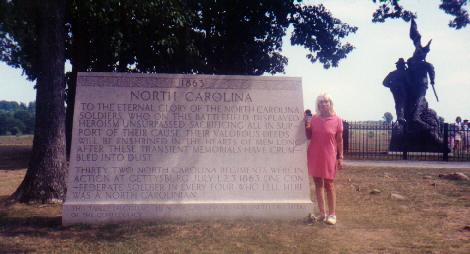 1863
NORTH CAROLINA
TO THE ETERNAL GLORY OF THE NORTH CAROLINA
SOLDIERS, WHO ON THIS BATTLEFIELD DISPLAYED
HEROISM UNSURPASSED SACRIFICING ALL IN SUP-
PORT OF THEIR CAUSE. THEIR VALOROUS DEEDS
WILL BE ENSHRINED IN THE HEARTS OF MEN LONG
AFTER THESE TRANSIENT MEMORIALS HAVE CRUM-
BLED INTO DUST.
THIRTY TWO NORTH CAROLINA REGIMENTS WERE IN
ACTION AT GETTYSBURG JULY 1,2,3 1863. ONE CON
-FEDERATE SOLDIER IN EVERY FOUR WHO FELL HERE
WAS A NORTH CAROLINIAN.
OF THE CONFEDERACY